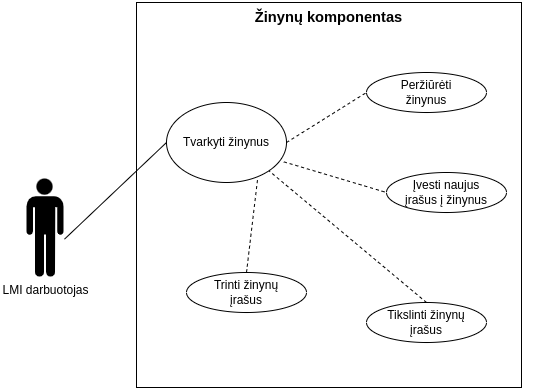 Žinynų komponentas
Peržiūrėti
žinynus
Tvarkyti žinynus
Įvesti naujus
įrašus į žinynus
LMI darbuotojas
Trinti žinynų
įrašus
Tikslinti žinynų
įrašus